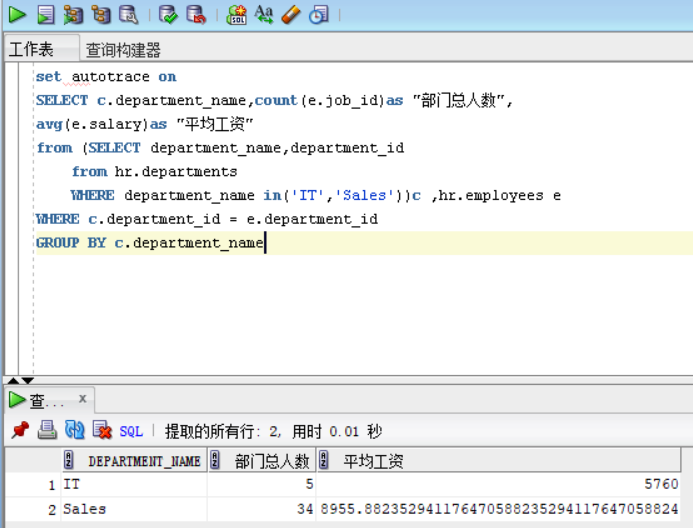 工作表 查询构建器
set autotrace on
SELECT c.department_name,count(e.job_id)as "部门总人数",
avg(e.salary)as "平均工资"
from (SELECT department_name,department_id
from hr.departments
WHERE department_name in('IT','Sales'))c ,hr.employees e
WHERE c.department_id = e.department_id
GROUP BY c.department_name
查... x
SQL | 提取的所有行: 2, 用时 0.01 秒
DEPARTMENT_NAME 部门总人数 平均工资
1 IT 5 5760
2 Sales 34 8955.88235294117647058823529411764705882​4